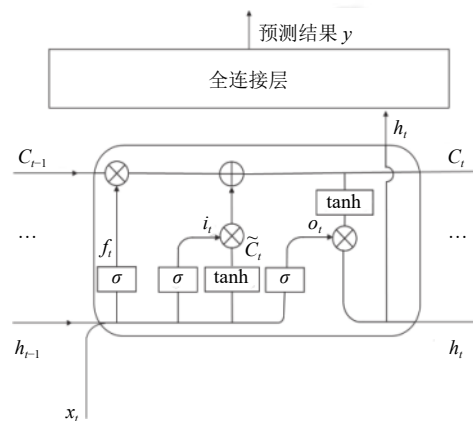 预测结果 y
全连接层
h_t
C_{t−1}
C_t
tanh
i_t
o_t
…
f_t
C̃_t
…
σ
σ
tanh
σ
h_{t−1}
h_t
x_t